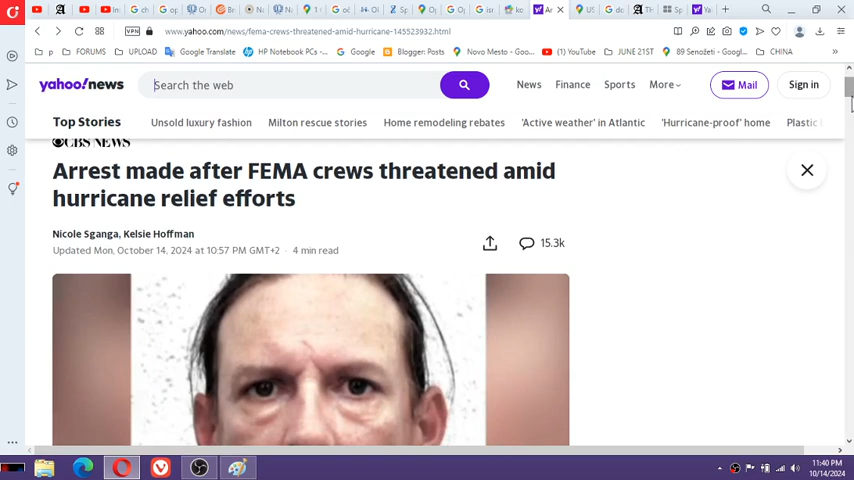 www.yahoo.com/news/fema-crews-threatened-amid-hurricane-145523932.html
VPN
FORUMS
UPLOAD
Google Translate
HP Notebook PCs -...
Google
Blogger: Posts
Novo Mesto - Googl...
(1) YouTube
JUNE 21ST
89 Senožeti - Googl...
CHINA
yahoo!news
Search the web
News
Finance
Sports
More
Mail
Sign in
Top Stories
Unsold luxury fashion
Milton rescue stories
Home remodeling rebates
'Active weather' in Atlantic
'Hurricane-proof' home
Plastic
CBS NEWS
Arrest made after FEMA crews threatened amid
hurricane relief efforts
Nicole Sganga, Kelsie Hoffman
Updated Mon, October 14, 2024 at 10:57 PM GMT+2 · 4 min read
15.3k
11:40 PM
10/14/2024